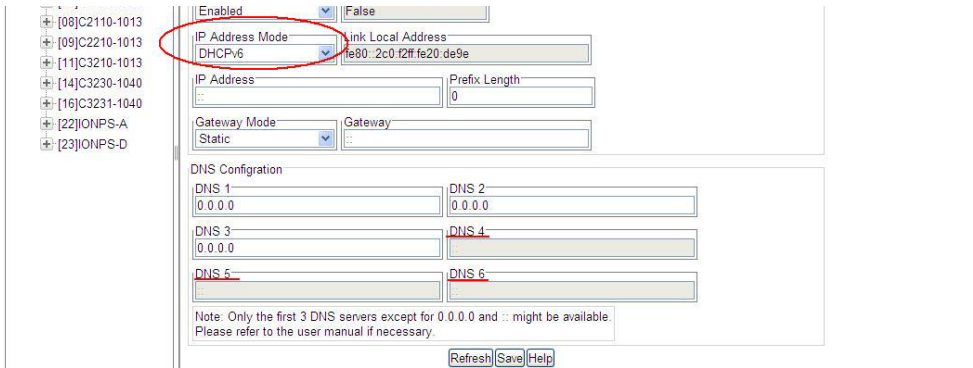 [08]C2110-1013
[09]C2210-1013
[11]C3210-1013
[14]C3230-1040
[16]C3231-1040
[22]IONPS-A
[23]IONPS-D
Enabled
False
IP Address Mode
Link Local Address
DHCPv6
fe80::2c0:f2ff:fe20:de9e
IP Address
Prefix Length
::
0
Gateway Mode
Gateway
Static
::
DNS Configration
DNS 1
DNS 2
0.0.0.0
0.0.0.0
DNS 3
DNS 4
0.0.0.0
::
DNS 5
DNS 6
::
::
Note: Only the first 3 DNS servers except for 0.0.0.0 and :: might be available.
Please refer to the user manual if necessary.
Refresh Save Help